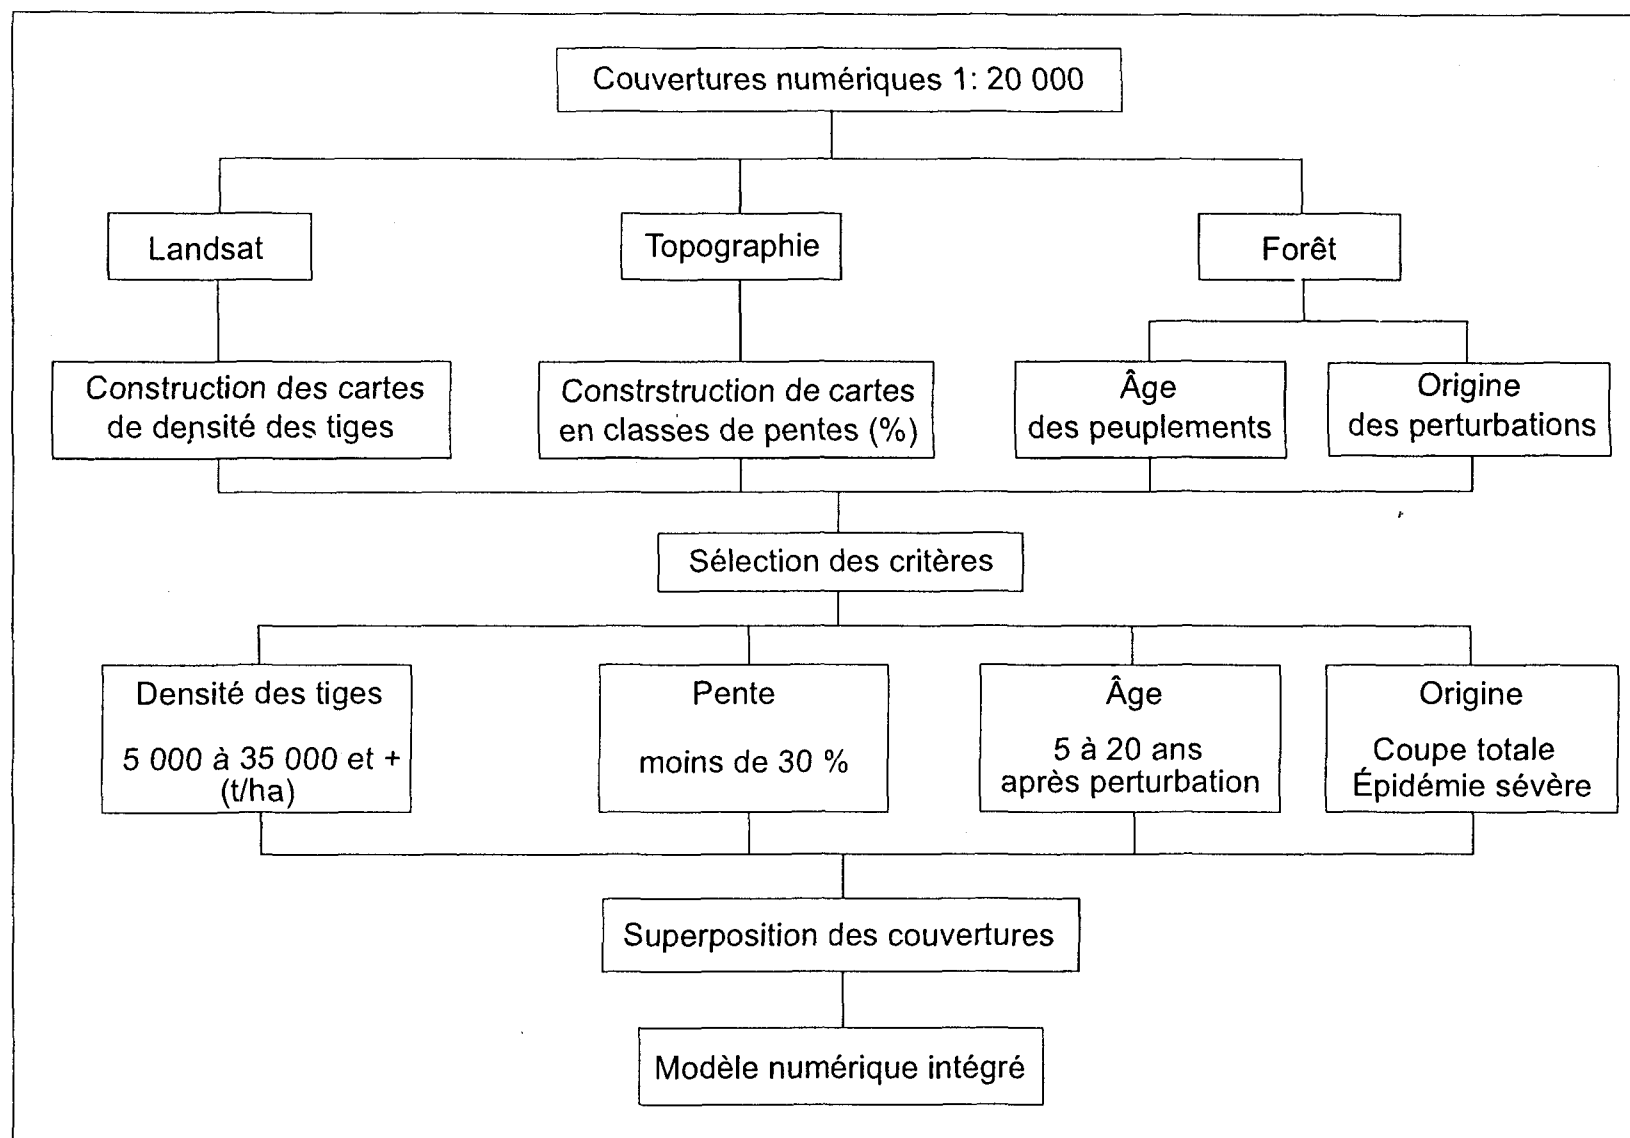 Couvertures numériques 1: 20 000
Landsat
Topographie
Forêt
Construction des cartes
de densité des tiges
Constrstruction de cartes
en classes de pentes (%)
Âge
des peuplements
Origine
des perturbations
Sélection des critères
Densité des tiges
5 000 à 35 000 et +
(t/ha)
Pente
moins de 30 %
Âge
5 à 20 ans
après perturbation
Origine
Coupe totale
Épidémie sévère
Superposition des couvertures
Modèle numérique intégré